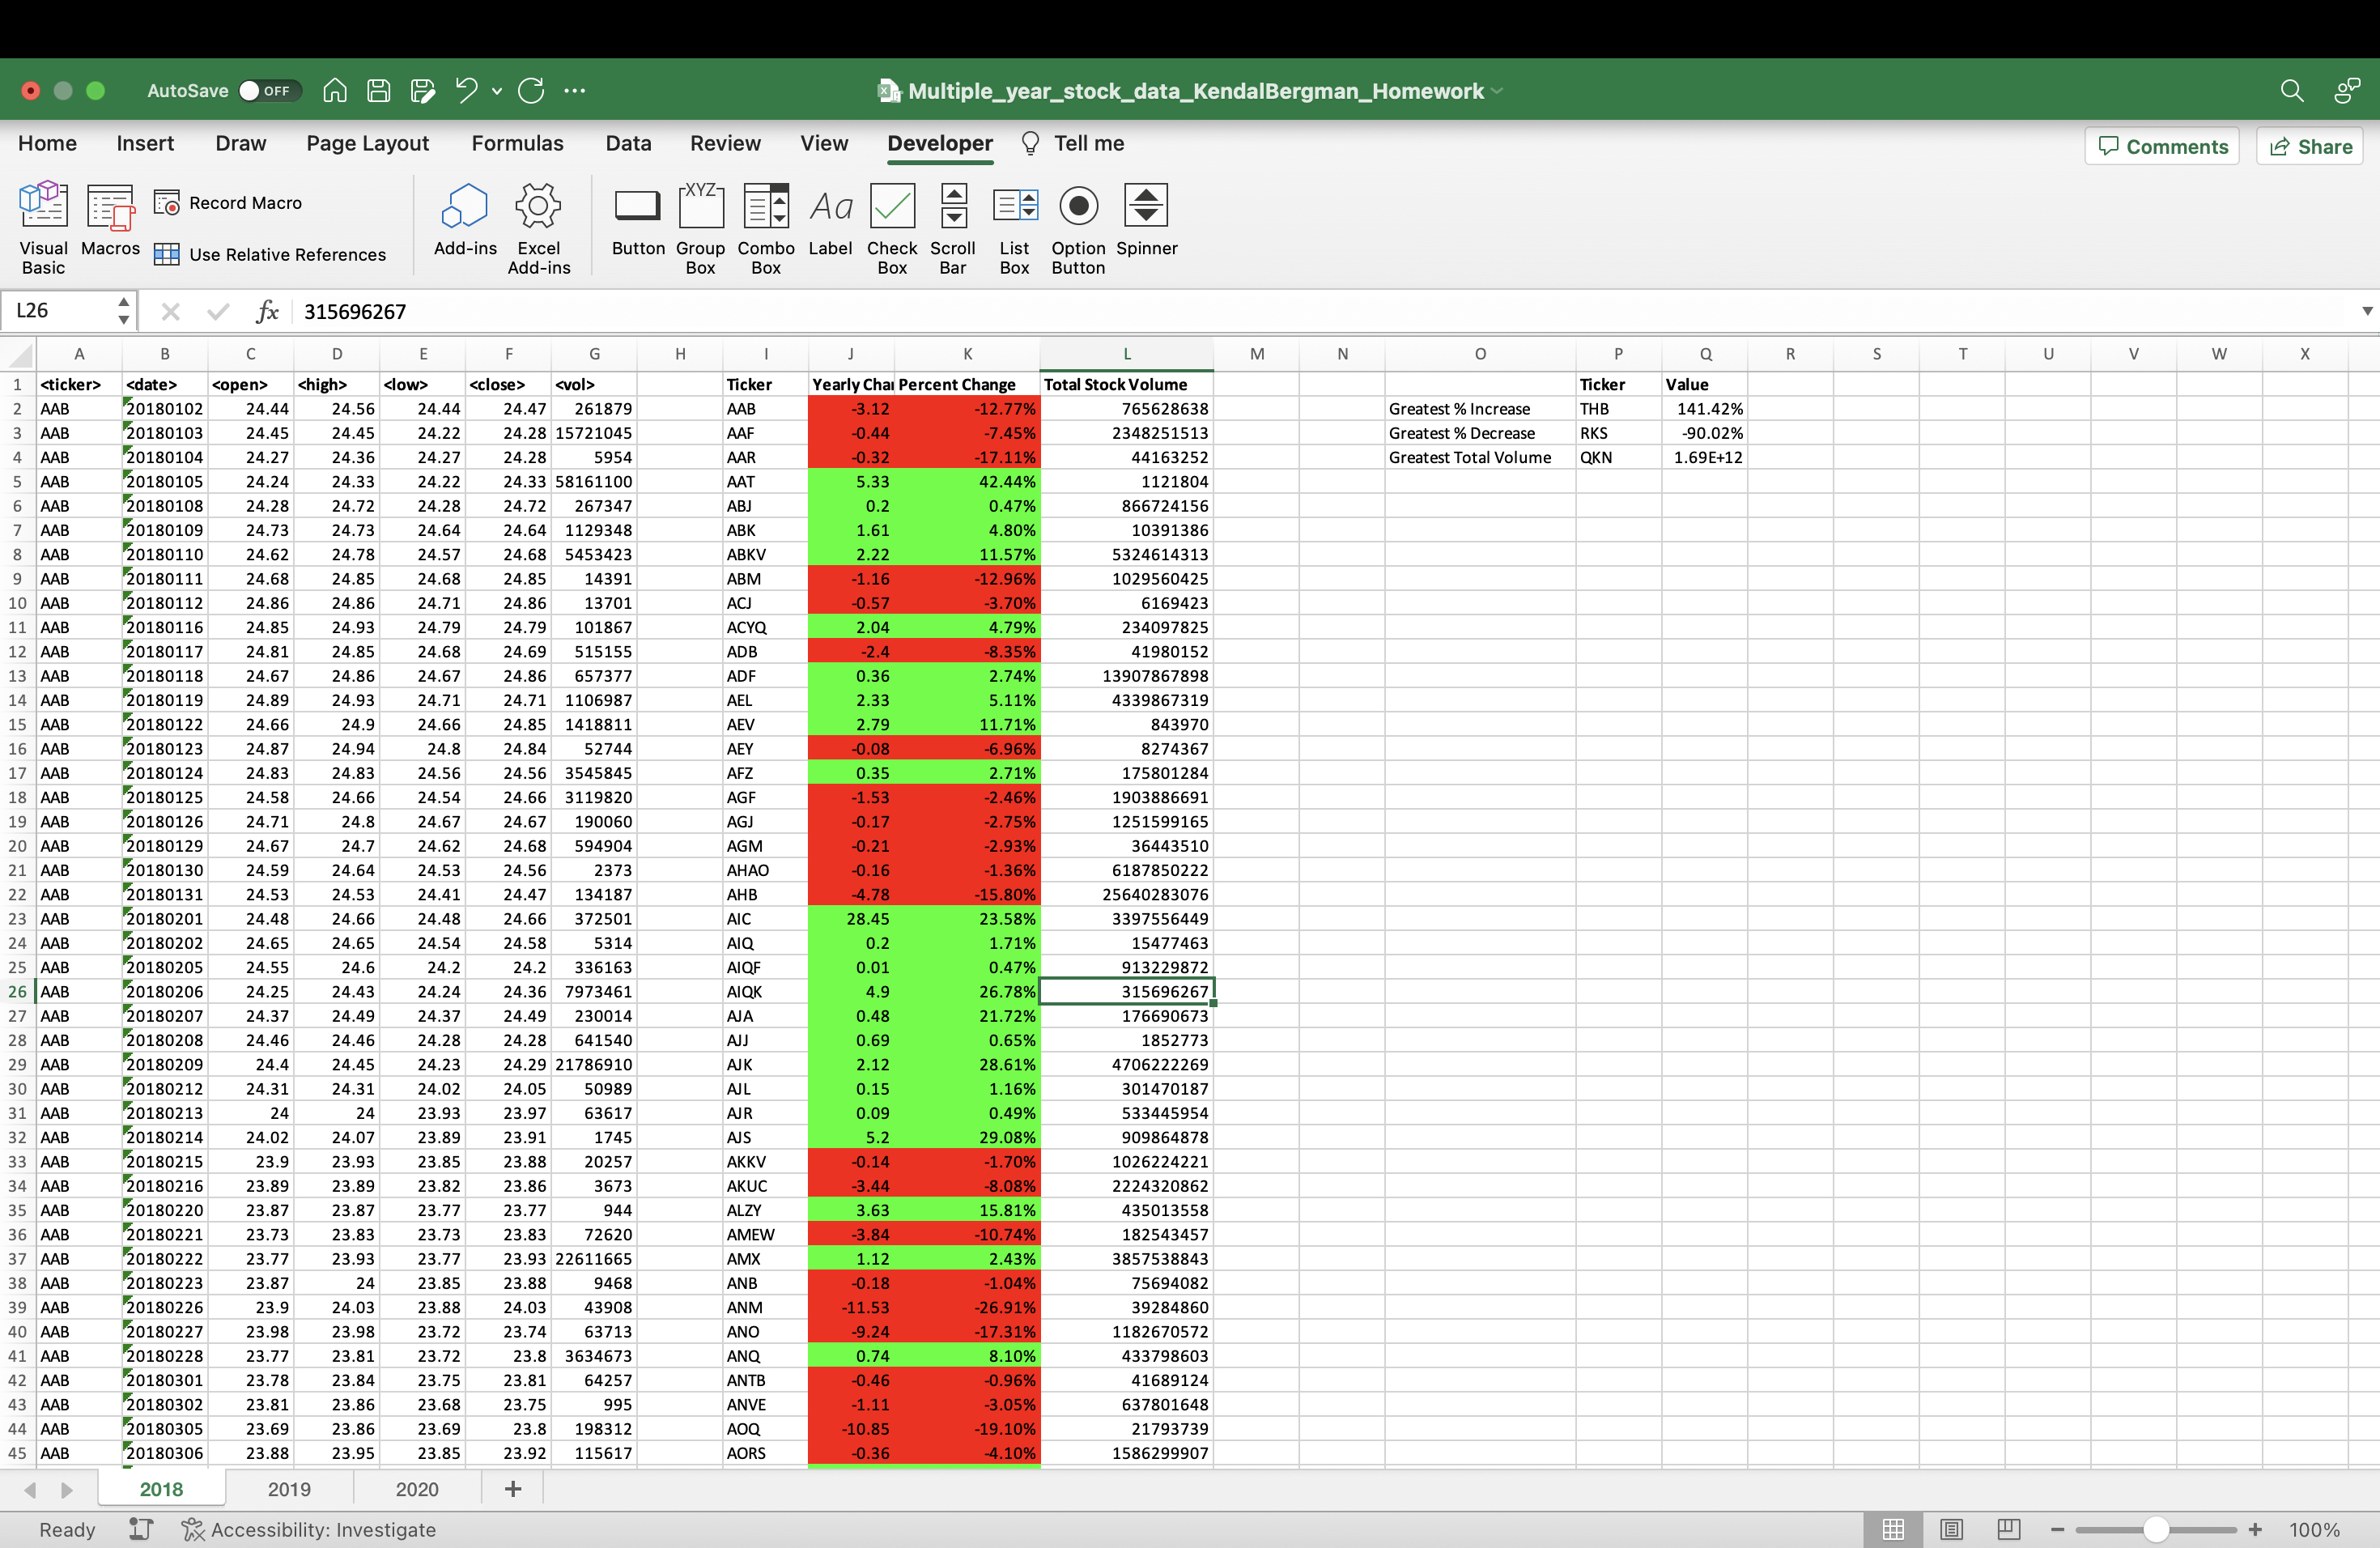 AutoSave OFF Multiple_year_stock_data_KendalBergman_Homework
Home Insert Draw Page Layout Formulas Data Review View Developer Tell me Comments Share
Visual Basic Macros Record Macro Use Relative References Add-ins Excel Add-ins Button Group Box Combo Box Label Check Box Scroll Bar List Box Option Button Spinner
L26 fx 315696267
A B C D E F G H I J K L M N O P Q R S T U V W X
1 <ticker> <date> <open> <high> <low> <close> <vol> Ticker Yearly Chan Percent Change Total Stock Volume Ticker Value
2 AAB 20180102 24.44 24.56 24.44 24.47 261879 AAB -3.12 -12.77% 765628638 Greatest % Increase THB 141.42%
3 AAB 20180103 24.45 24.45 24.22 24.28 15721045 AAF -0.44 -7.45% 2348251513 Greatest % Decrease RKS -90.02%
4 AAB 20180104 24.27 24.36 24.27 24.28 5954 AAR -0.32 -17.11% 44163252 Greatest Total Volume QKN 1.69E+12
5 AAB 20180105 24.24 24.33 24.22 24.33 58161100 AAT 5.33 42.44% 1121804
6 AAB 20180108 24.28 24.72 24.28 24.72 267347 ABJ 0.2 0.47% 866724156
7 AAB 20180109 24.73 24.73 24.64 24.64 1129348 ABK 1.61 4.80% 10391386
8 AAB 20180110 24.62 24.78 24.57 24.68 5453423 ABKV 2.22 11.57% 5324614313
9 AAB 20180111 24.68 24.85 24.68 24.85 14391 ABM -1.16 -12.96% 1029560425
10 AAB 20180112 24.86 24.86 24.71 24.86 13701 ACJ -0.57 -3.70% 6169423
11 AAB 20180116 24.85 24.93 24.79 24.79 101867 ACYQ 2.04 4.79% 234097825
12 AAB 20180117 24.81 24.85 24.68 24.69 515155 ADB -2.4 -8.35% 41980152
13 AAB 20180118 24.67 24.86 24.67 24.86 657377 ADF 0.36 2.74% 13907867898
14 AAB 20180119 24.89 24.93 24.71 24.71 1106987 AEL 2.33 5.11% 4339867319
15 AAB 20180122 24.66 24.9 24.66 24.85 1418811 AEV 2.79 11.71% 843970
16 AAB 20180123 24.87 24.94 24.8 24.84 52744 AEY -0.08 -6.96% 8274367
17 AAB 20180124 24.83 24.83 24.56 24.56 3545845 AFZ 0.35 2.71% 175801284
18 AAB 20180125 24.58 24.66 24.54 24.66 3119820 AGF -1.53 -2.46% 1903886691
19 AAB 20180126 24.71 24.8 24.67 24.67 190060 AGJ -0.17 -2.75% 1251599165
20 AAB 20180129 24.67 24.7 24.62 24.68 594904 AGM -0.21 -2.93% 36443510
21 AAB 20180130 24.59 24.64 24.53 24.56 2373 AHAO -0.16 -1.36% 6187850222
22 AAB 20180131 24.53 24.53 24.41 24.47 134187 AHB -4.78 -15.80% 25640283076
23 AAB 20180201 24.48 24.66 24.48 24.66 372501 AIC 28.45 23.58% 3397556449
24 AAB 20180202 24.65 24.65 24.54 24.58 5314 AIQ 0.2 1.71% 15477463
25 AAB 20180205 24.55 24.6 24.2 24.2 336163 AIQF 0.01 0.47% 913229872
26 AAB 20180206 24.25 24.43 24.24 24.36 7973461 AIQK 4.9 26.78% 315696267
27 AAB 20180207 24.37 24.49 24.37 24.49 230014 AJA 0.48 21.72% 176690673
28 AAB 20180208 24.46 24.46 24.28 24.28 641540 AJJ 0.69 0.65% 1852773
29 AAB 20180209 24.4 24.45 24.23 24.29 21786910 AJK 2.12 28.61% 4706222269
30 AAB 20180212 24.31 24.31 24.02 24.05 50989 AJL 0.15 1.16% 301470187
31 AAB 20180213 24 24 23.93 23.97 63617 AJR 0.09 0.49% 533445954
32 AAB 20180214 24.02 24.07 23.89 23.91 1745 AJS 5.2 29.08% 909864878
33 AAB 20180215 23.9 23.93 23.85 23.88 20257 AKKV -0.14 -1.70% 1026224221
34 AAB 20180216 23.89 23.89 23.82 23.86 3673 AKUC -3.44 -8.08% 2224320862
35 AAB 20180220 23.87 23.87 23.77 23.77 944 ALZY 3.63 15.81% 435013558
36 AAB 20180221 23.73 23.83 23.73 23.83 72620 AMEW -3.84 -10.74% 182543457
37 AAB 20180222 23.77 23.93 23.77 23.93 22611665 AMX 1.12 2.43% 3857538843
38 AAB 20180223 23.87 24 23.85 23.88 9468 ANB -0.18 -1.04% 75694082
39 AAB 20180226 23.9 24.03 23.88 24.03 43908 ANM -11.53 -26.91% 39284860
40 AAB 20180227 23.98 23.98 23.72 23.74 63713 ANO -9.24 -17.31% 1182670572
41 AAB 20180228 23.77 23.81 23.72 23.8 3634673 ANQ 0.74 8.10% 433798603
42 AAB 20180301 23.78 23.84 23.75 23.81 64257 ANTB -0.46 -0.96% 41689124
43 AAB 20180302 23.81 23.86 23.68 23.75 995 ANVE -1.11 -3.05% 637801648
44 AAB 20180305 23.69 23.86 23.69 23.8 198312 AOQ -10.85 -19.10% 21793739
45 AAB 20180306 23.88 23.95 23.85 23.92 115617 AORS -0.36 -4.10% 1586299907
2018 2019 2020 +
Ready Accessibility: Investigate 100%